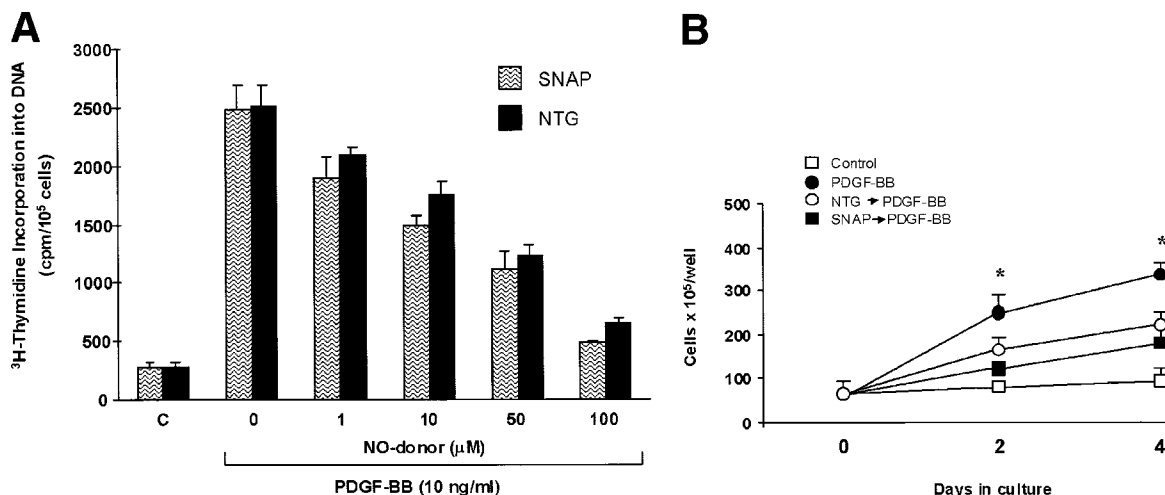 A
³H-Thymidine Incorporation into DNA
(cpm/10⁵ cells)
3000
2500
2000
1500
1000
500
0
SNAP
NTG
C 0 1 10 50 100
NO-donor (μM)
PDGF-BB (10 ng/ml)
B
Control
PDGF-BB
NTG → PDGF-BB
SNAP → PDGF-BB
Cells x 10⁵/well
500
400
300
200
100
0
*
*
0 2 4
Days in culture